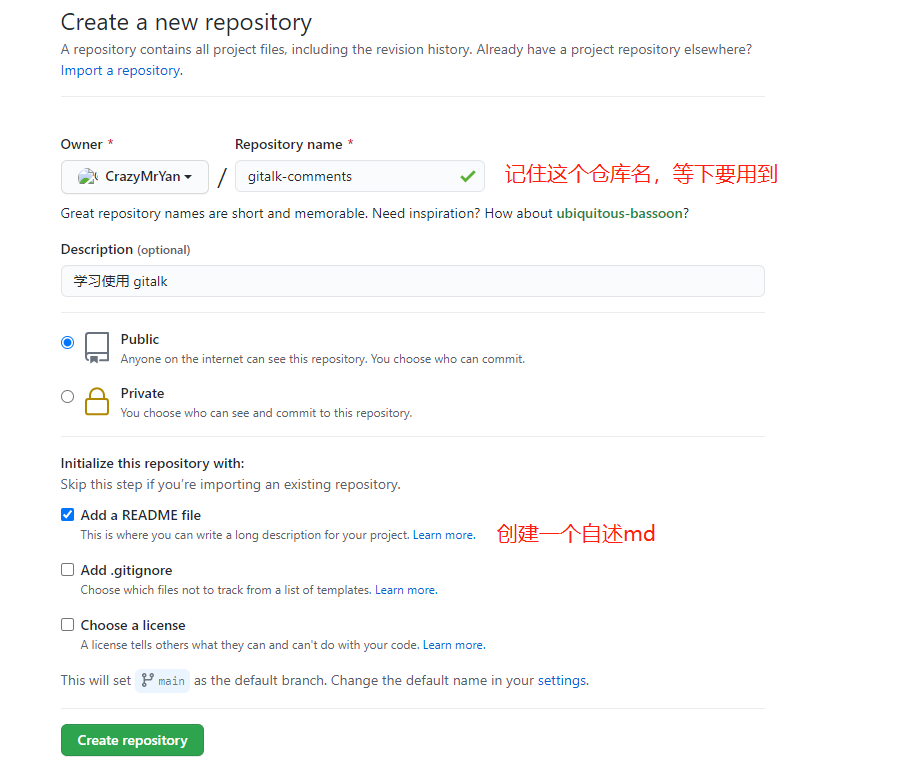 Create a new repository
A repository contains all project files, including the revision history. Already have a project repository elsewhere?
Import a repository.
Owner *
Repository name *
CrazyMrYan
/
gitalk-comments
记住这个仓库名，等下要用到
Great repository names are short and memorable. Need inspiration? How about ubiquitous-bassoon?
Description (optional)
学习使用 gitalk
Public
Anyone on the internet can see this repository. You choose who can commit.
Private
You choose who can see and commit to this repository.
Initialize this repository with:
Skip this step if you're importing an existing repository.
Add a README file
This is where you can write a long description for your project. Learn more.
创建一个自述md
Add .gitignore
Choose which files not to track from a list of templates. Learn more.
Choose a license
A license tells others what they can and can't do with your code. Learn more.
This will set main as the default branch. Change the default name in your settings.
Create repository